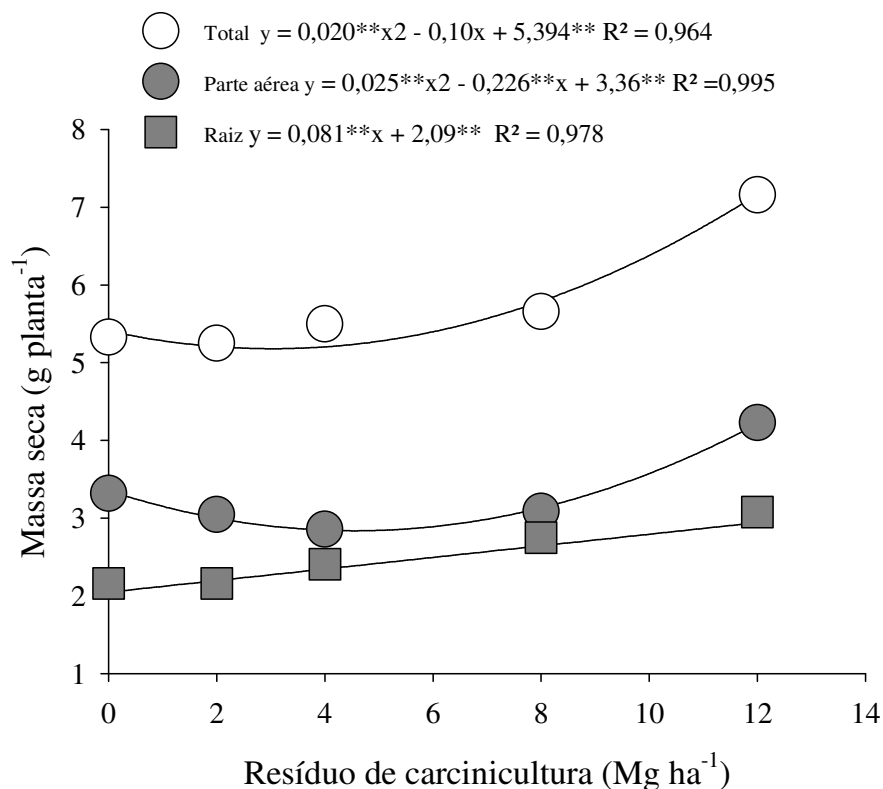 Total y = 0,020**x2 - 0,10x + 5,394** R² = 0,964
Parte aérea y = 0,025**x2 - 0,226**x + 3,36** R² =0,995
Raiz y = 0,081**x + 2,09** R² = 0,978
8
7
6
5
4
3
2
1
Massa seca (g planta⁻¹)
0 2 4 6 8 10 12 14
Resíduo de carcinicultura (Mg ha⁻¹)